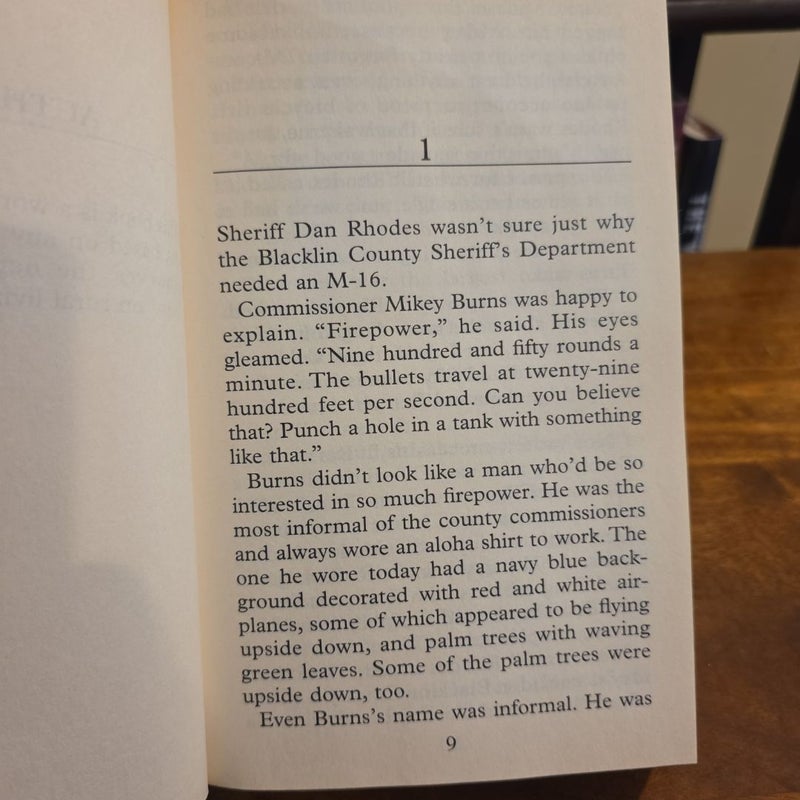 1
Sheriff Dan Rhodes wasn't sure just why
the Blacklin County Sheriff's Department
needed an M-16.
Commissioner Mikey Burns was happy to
explain. "Firepower," he said. His eyes
gleamed. "Nine hundred and fifty rounds a
minute. The bullets travel at twenty-nine
hundred feet per second. Can you believe
that? Punch a hole in a tank with something
like that."
Burns didn't look like a man who'd be so
interested in so much firepower. He was the
most informal of the county commissioners
and always wore an aloha shirt to work. The
one he wore today had a navy blue back-
ground decorated with red and white air-
planes, some of which appeared to be flying
upside down, and palm trees with waving
green leaves. Some of the palm trees were
upside down, too.
Even Burns's name was informal. He was
9